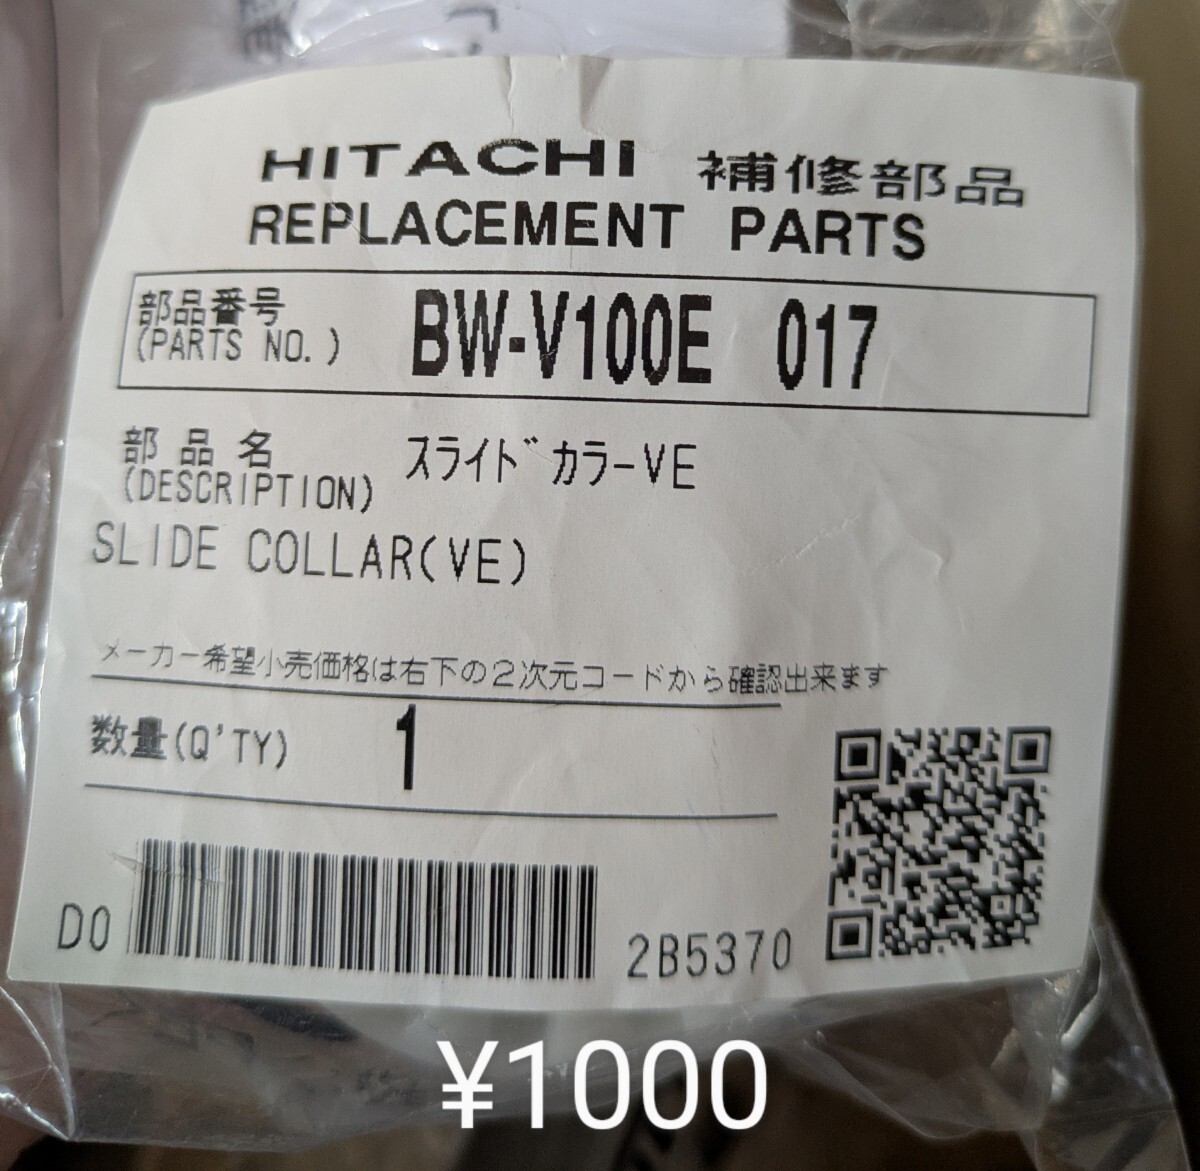 HITACHI 補修部品
REPLACEMENT PARTS
部品番号
(PARTS NO.) BW-V100E 017
部品名 スライドカラ-VE
(DESCRIPTION)
SLIDE COLLAR(VE)
メーカー希望小売価格は右下の2次元コードから確認出来ます
数量(Q'TY) 1
D0 2B5370
¥1000